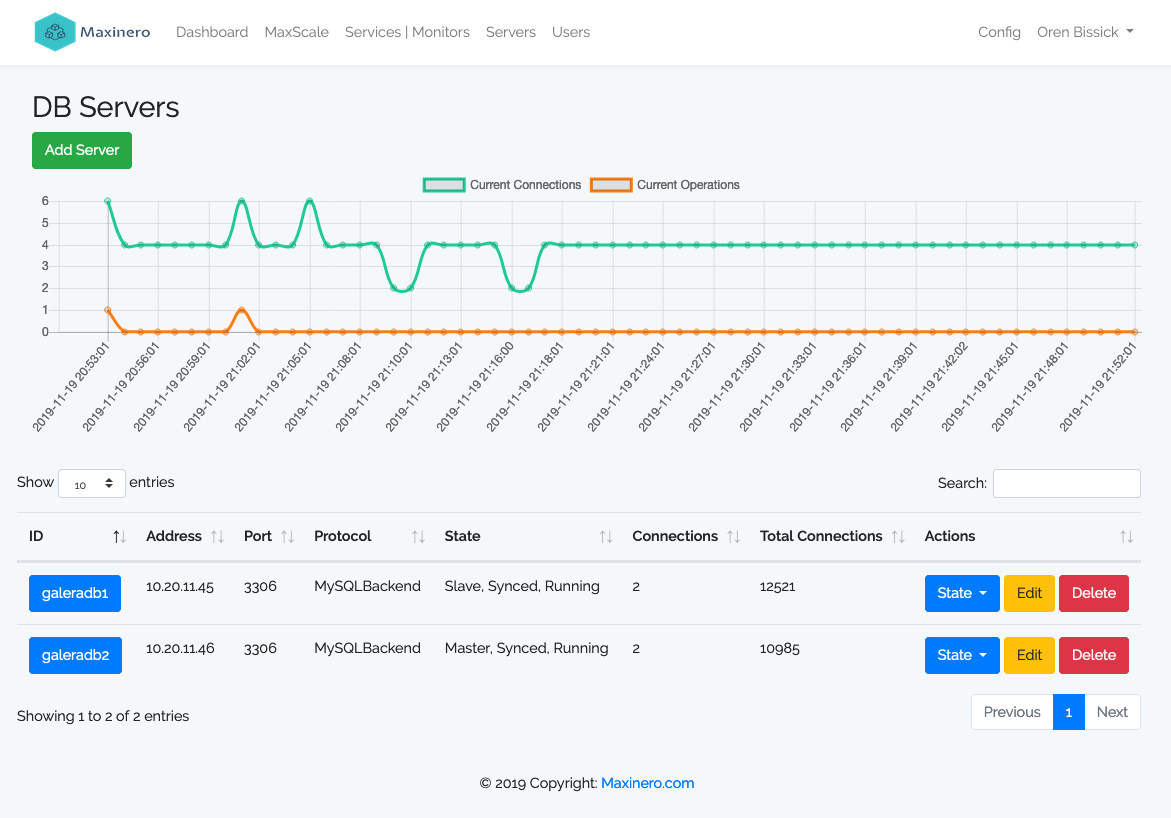 Maxinero Dashboard MaxScale Services | Monitors Servers Users Config Oren Bissick
DB Servers
Add Server
Current Connections Current Operations
6
5
4
3
2
1
0
2019-11-19 20:53:01
2019-11-19 20:56:01
2019-11-19 20:59:01
2019-11-19 21:02:01
2019-11-19 21:05:01
2019-11-19 21:08:01
2019-11-19 21:10:01
2019-11-19 21:13:01
2019-11-19 21:16:00
2019-11-19 21:18:01
2019-11-19 21:21:01
2019-11-19 21:24:01
2019-11-19 21:27:01
2019-11-19 21:30:01
2019-11-19 21:33:01
2019-11-19 21:36:01
2019-11-19 21:39:01
2019-11-19 21:42:02
2019-11-19 21:45:01
2019-11-19 21:48:01
2019-11-19 21:52:01
Show 10 entries Search:
ID Address Port Protocol State Connections Total Connections Actions
galeradb1 10.20.11.45 3306 MySQLBackend Slave, Synced, Running 2 12521 State Edit Delete
galeradb2 10.20.11.46 3306 MySQLBackend Master, Synced, Running 2 10985 State Edit Delete
Showing 1 to 2 of 2 entries Previous 1 Next
© 2019 Copyright: Maxinero.com